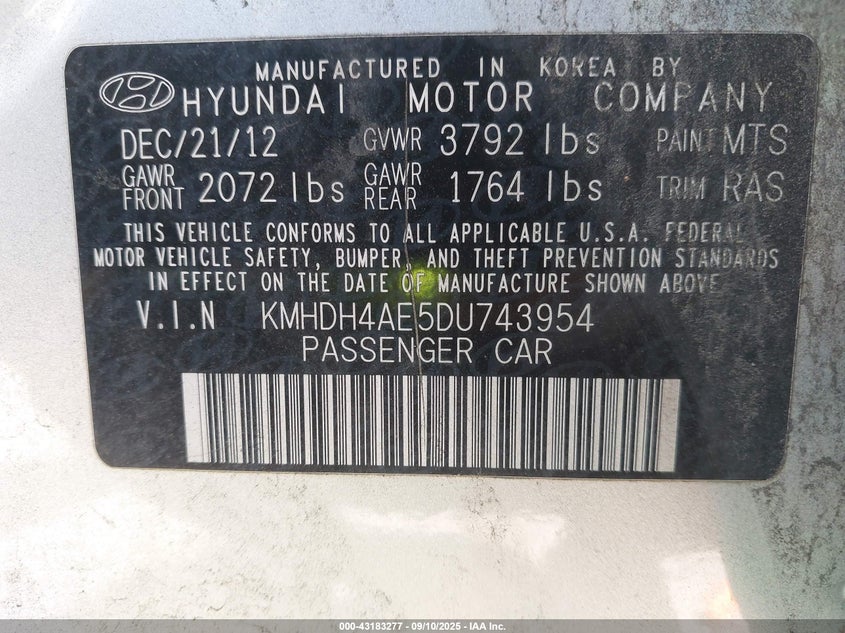 MANUFACTURED IN KOREA BY
HYUNDAI MOTOR COMPANY
DEC/21/12 GVWR 3792 lbs PAINT MTS
GAWR FRONT 2072 lbs GAWR REAR 1764 lbs TRIM RAS
THIS VEHICLE CONFORMS TO ALL APPLICABLE U.S.A. FEDERAL
MOTOR VEHICLE SAFETY, BUMPER, AND THEFT PREVENTION STANDARDS
IN EFFECT ON THE DATE OF MANUFACTURE SHOWN ABOVE
V.I.N KMHDH4AE5DU743954
PASSENGER CAR
000-43183277 - 09/10/2025 - IAA Inc.